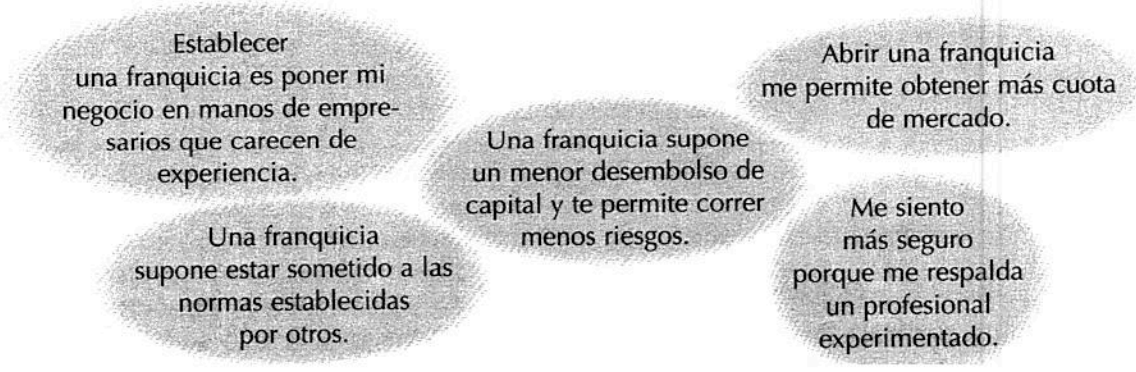 Establecer
una franquicia es poner mi
negocio en manos de empre-
sarios que carecen de
experiencia.
Una franquicia supone
un menor desembolso de
capital y te permite correr
menos riesgos.
Abrir una franquicia
me permite obtener más cuota
de mercado.
Una franquicia
supone estar sometido a las
normas establecidas
por otros.
Me siento
más seguro
porque me respalda
un profesional
experimentado.